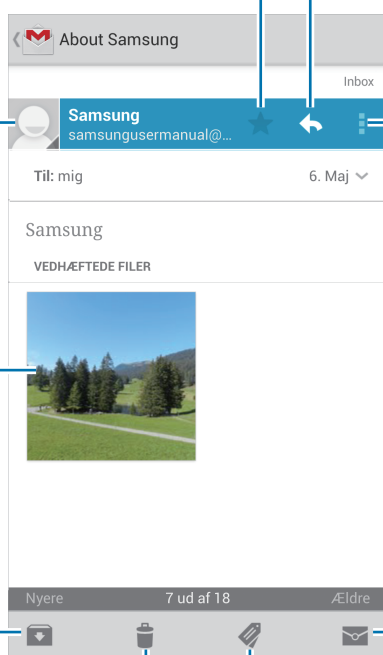 About Samsung
Inbox
Samsung
samsungusermanual@...
Til: mig 6. Maj
Samsung
VEDHÆFTEDE FILER
Nyere 7 ud af 18 Ældre